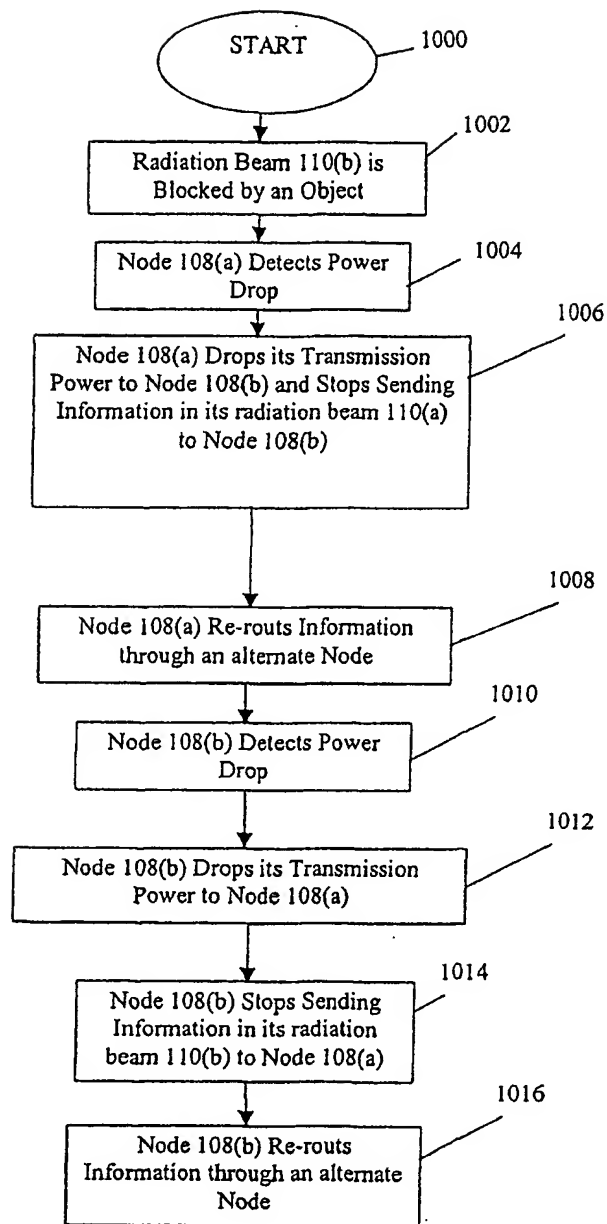 START
1000
1002
Radiation Beam 110(b) is
Blocked by an Object
1004
Node 108(a) Detects Power
Drop
1006
Node 108(a) Drops its Transmission
Power to Node 108(b) and Stops Sending
Information in its radiation beam 110(a)
to Node 108(b)
1008
Node 108(a) Re-routs Information
through an alternate Node
1010
Node 108(b) Detects Power
Drop
1012
Node 108(b) Drops its Transmission
Power to Node 108(a)
1014
Node 108(b) Stops Sending
Information in its radiation
beam 110(b) to Node 108(a)
1016
Node 108(b) Re-routs
Information through an alternate
Node